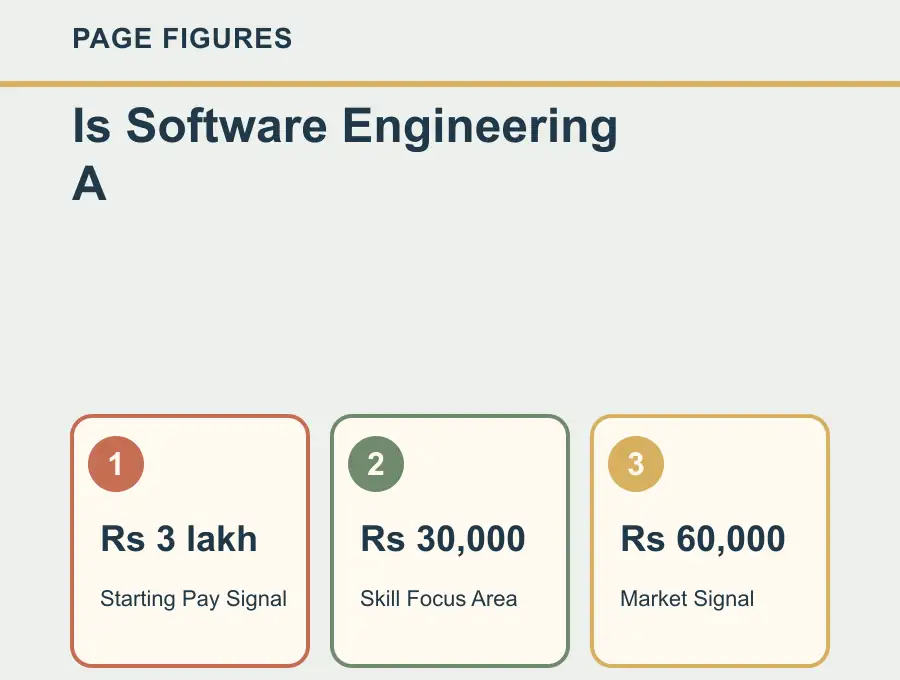 PAGE FIGURES
Is Software Engineering
A
1
Rs 3 lakh
Starting Pay Signal
2
Rs 30,000
Skill Focus Area
3
Rs 60,000
Market Signal